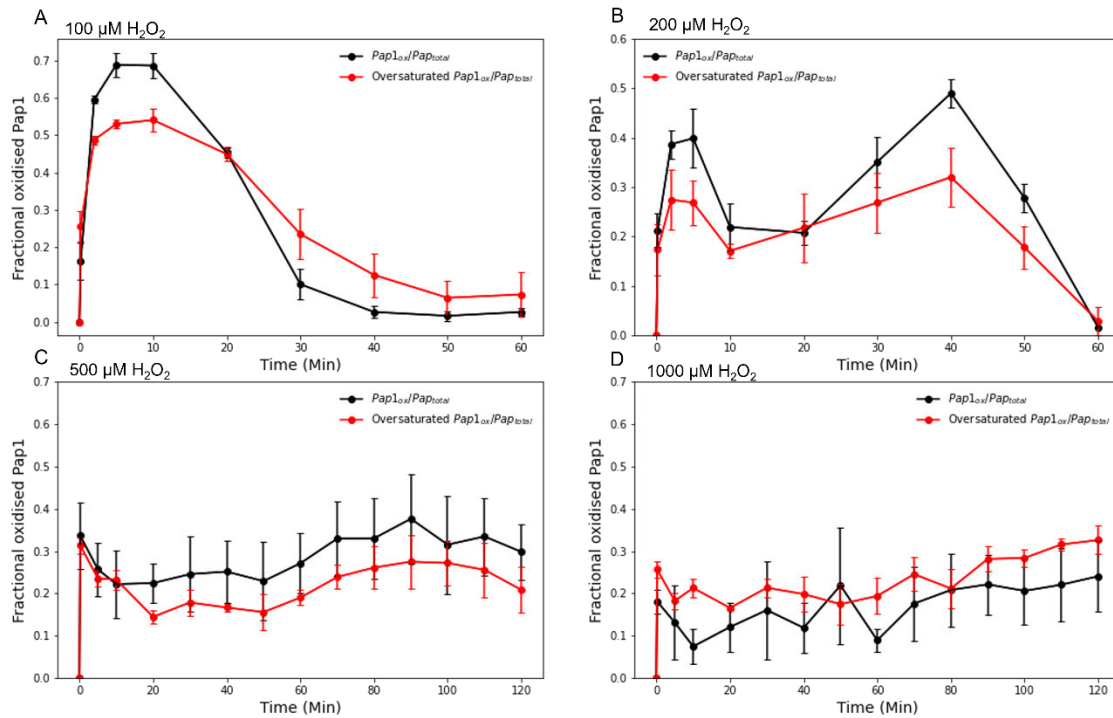 A
100 µM H₂O₂
0.7
0.6
0.5
0.4
0.3
0.2
0.1
0.0
Fractional oxidised Pap1
Pap1ₒₓ/Papₜₒₜₐₗ
Oversaturated Pap1ₒₓ/Papₜₒₜₐₗ
0 10 20 30 40 50 60
Time (Min)
B
200 µM H₂O₂
0.6
0.5
0.4
0.3
0.2
0.1
0.0
Fractional oxidised Pap1
Pap1ₒₓ/Papₜₒₜₐₗ
Oversaturated Pap1ₒₓ/Papₜₒₜₐₗ
0 10 20 30 40 50 60
Time (Min)
C
500 µM H₂O₂
0.7
0.6
0.5
0.4
0.3
0.2
0.1
0.0
Fractional oxidised Pap1
Pap1ₒₓ/Papₜₒₜₐₗ
Oversaturated Pap1ₒₓ/Papₜₒₜₐₗ
0 20 40 60 80 100 120
Time (Min)
D
1000 µM H₂O₂
0.7
0.6
0.5
0.4
0.3
0.2
0.1
0.0
Fractional oxidised Pap1
Pap1ₒₓ/Papₜₒₜₐₗ
Oversaturated Pap1ₒₓ/Papₜₒₜₐₗ
0 20 40 60 80 100 120
Time (Min)